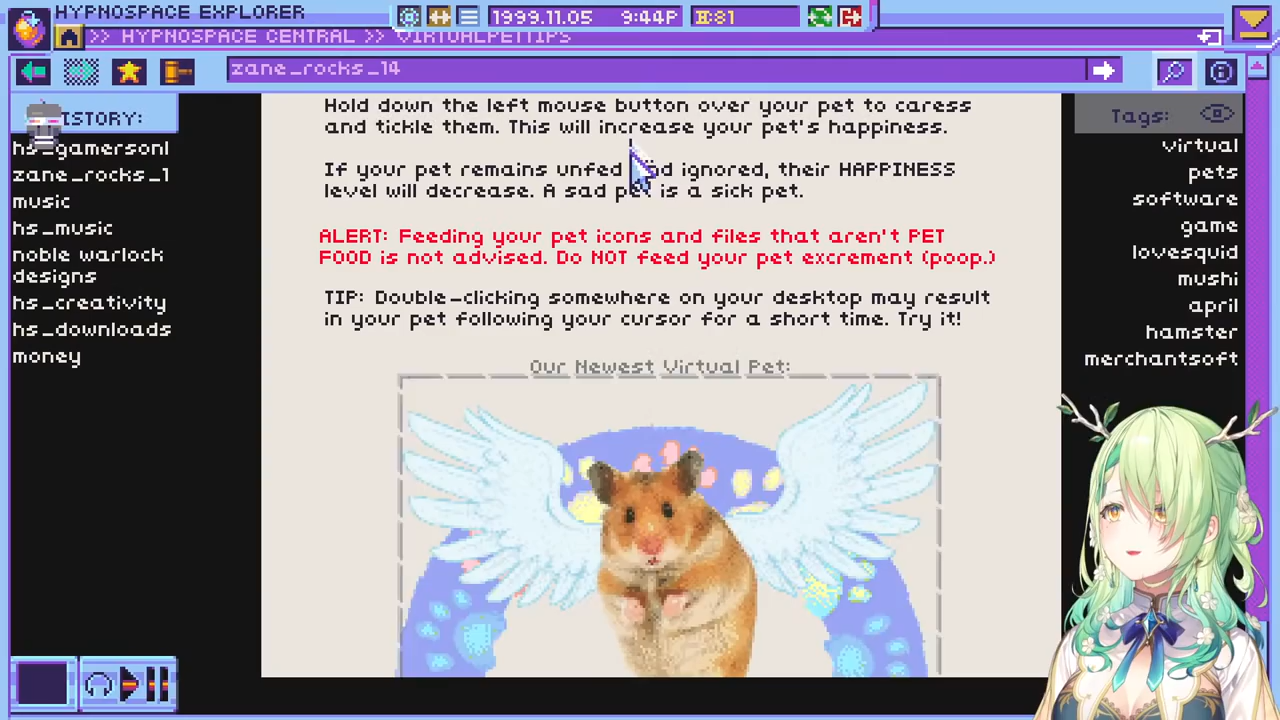 HYPNOSPACE EXPLORER
1999.11.05 9:44P
:81
>> HYPNOSPACE CENTRAL >> VIRTUALPETTIPS
zane_rocks_14
HISTORY:
hs_gamersonl
zane_rocks_1
music
hs_music
noble warlock
designs
hs_creativity
hs_downloads
money
Hold down the left mouse button over your pet to caress
and tickle them. This will increase your pet's happiness.
If your pet remains unfed and ignored, their HAPPINESS
level will decrease. A sad pet is a sick pet.
ALERT: Feeding your pet icons and files that aren't PET
FOOD is not advised. Do NOT feed your pet excrement (poop.)
TIP: Double-clicking somewhere on your desktop may result
in your pet following your cursor for a short time. Try it!
Our Newest Virtual Pet:
Tags:
virtual
pets
software
game
lovesquid
mushi
april
hamster
merchantsoft